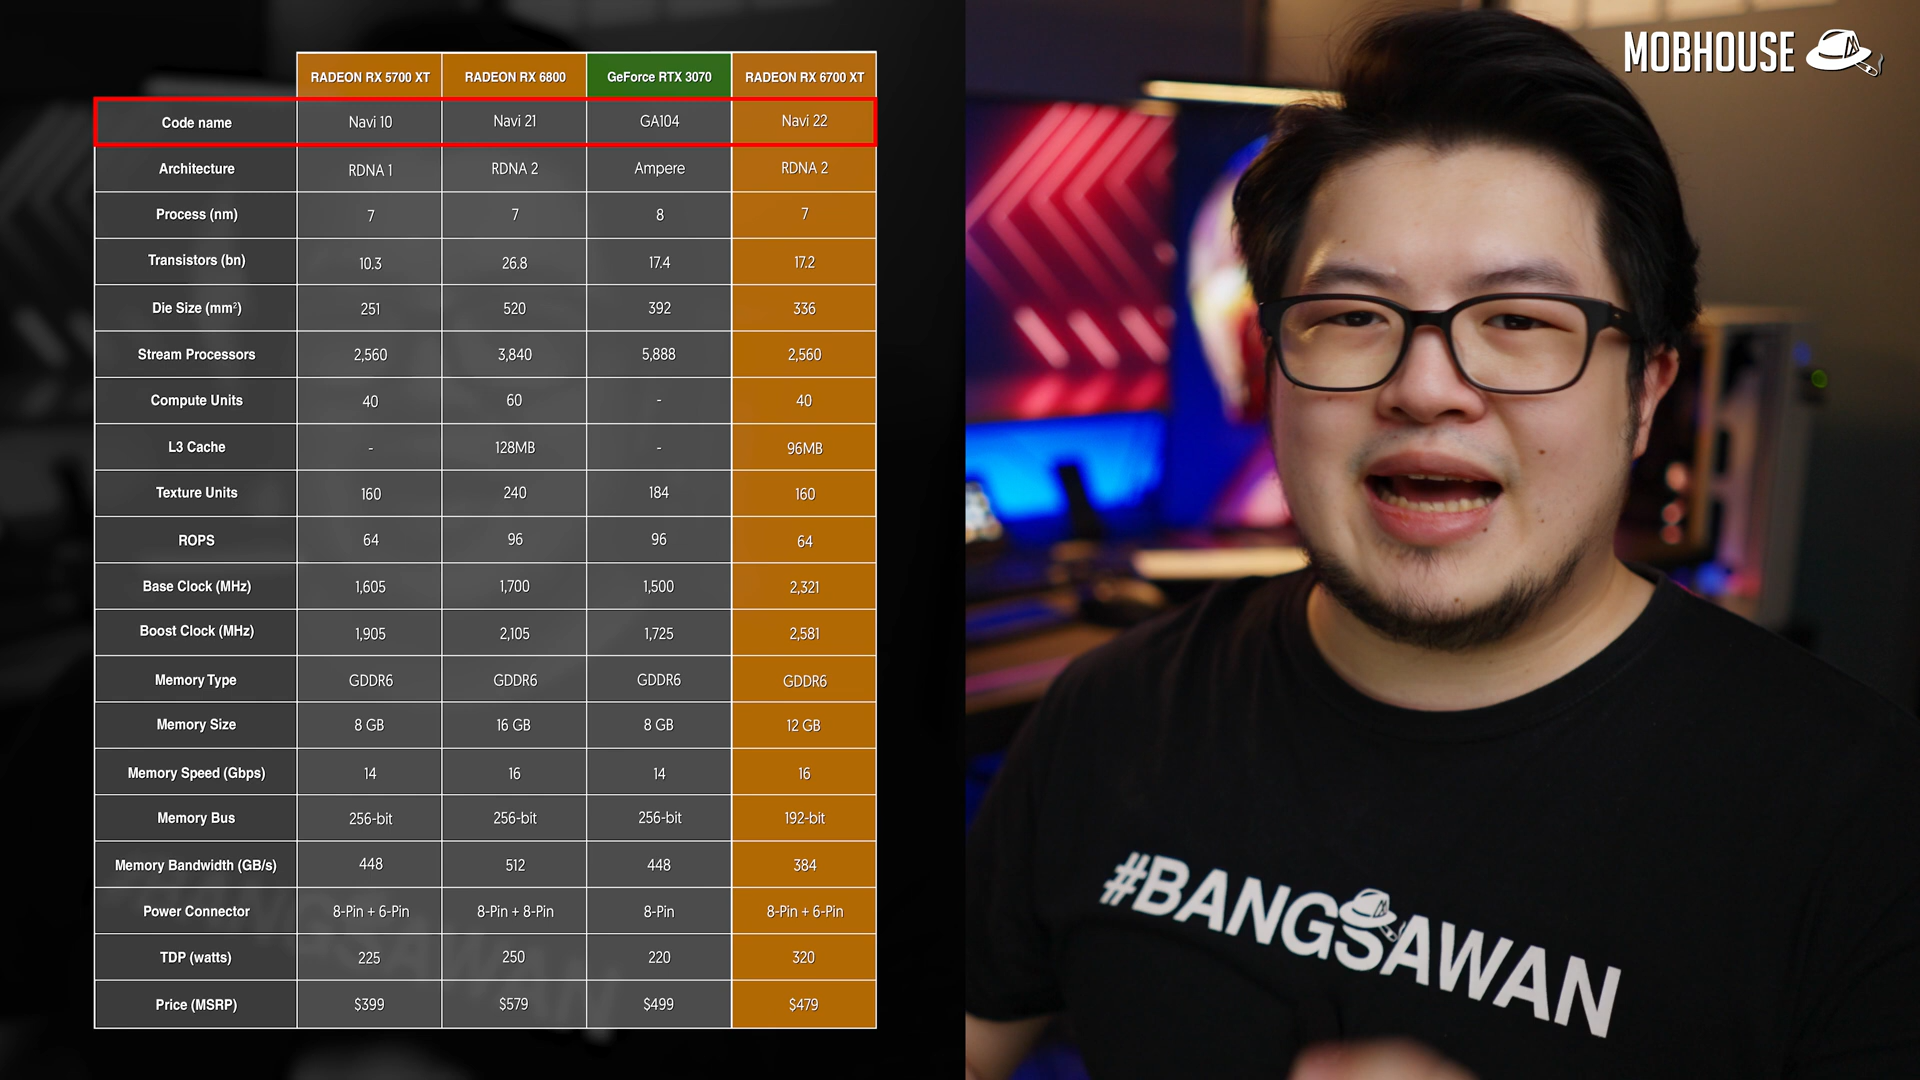 MOBHOUSE
RADEON RX 5700 XT RADEON RX 6800 GeForce RTX 3070 RADEON RX 6700 XT
Code name Navi 10 Navi 21 GA104 Navi 22
Architecture RDNA 1 RDNA 2 Ampere RDNA 2
Process (nm) 7 7 8 7
Transistors (bn) 10.3 26.8 17.4 17.2
Die Size (mm²) 251 520 392 336
Stream Processors 2,560 3,840 5,888 2,560
Compute Units 40 60 - 40
L3 Cache - 128MB - 96MB
Texture Units 160 240 184 160
ROPS 64 96 96 64
Base Clock (MHz) 1,605 1,700 1,500 2,321
Boost Clock (MHz) 1,905 2,105 1,725 2,581
Memory Type GDDR6 GDDR6 GDDR6 GDDR6
Memory Size 8 GB 16 GB 8 GB 12 GB
Memory Speed (Gbps) 14 16 14 16
Memory Bus 256-bit 256-bit 256-bit 192-bit
Memory Bandwidth (GB/s) 448 512 448 384
Power Connector 8-Pin + 6-Pin 8-Pin + 8-Pin 8-Pin 8-Pin + 6-Pin
TDP (watts) 225 250 220 320
Price (MSRP) $399 $579 $499 $479
#BANGSAWAN